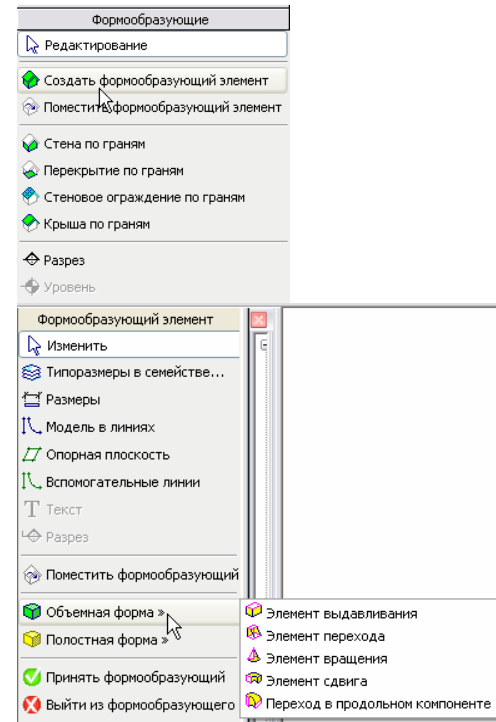 Формообразующие
Редактирование
Создать формообразующий элемент
Поместить формообразующий элемент
Стена по граням
Перекрытие по граням
Стеновое ограждение по граням
Крыша по граням
Разрез
Уровень
Формообразующий элемент
Изменить
Типоразмеры в семействе...
Размеры
Модель в линиях
Опорная плоскость
Вспомогательные линии
Текст
Разрез
Поместить формообразующий
Объемная форма »
Полостная форма »
Принять формообразующий
Выйти из формообразующего
Элемент выдавливания
Элемент перехода
Элемент вращения
Элемент сдвига
Переход в продольном компоненте